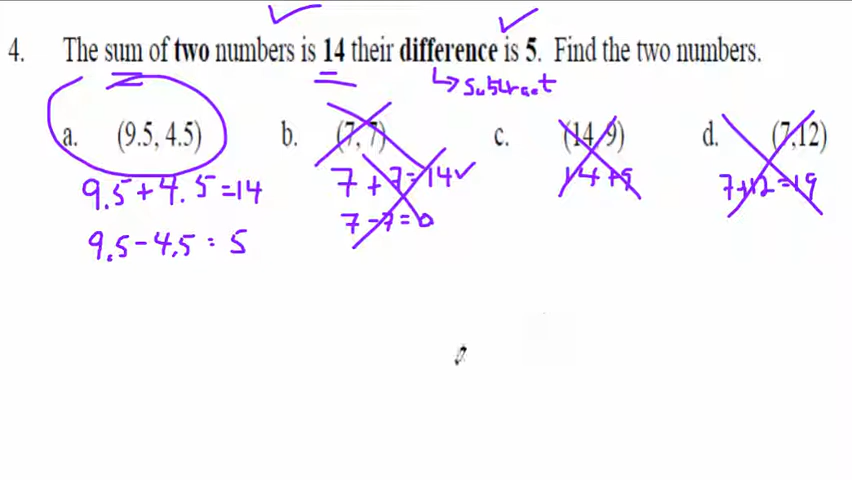 4. The sum of two numbers is 14 their difference is 5. Find the two numbers.
↳ subtract
a. (9.5, 4.5) b. (7, 7) c. (14,9) d. (7,12)
9.5+4.5=14 7+7=14✓ 14+9 7+12=19
9.5-4.5=5 7-7=0